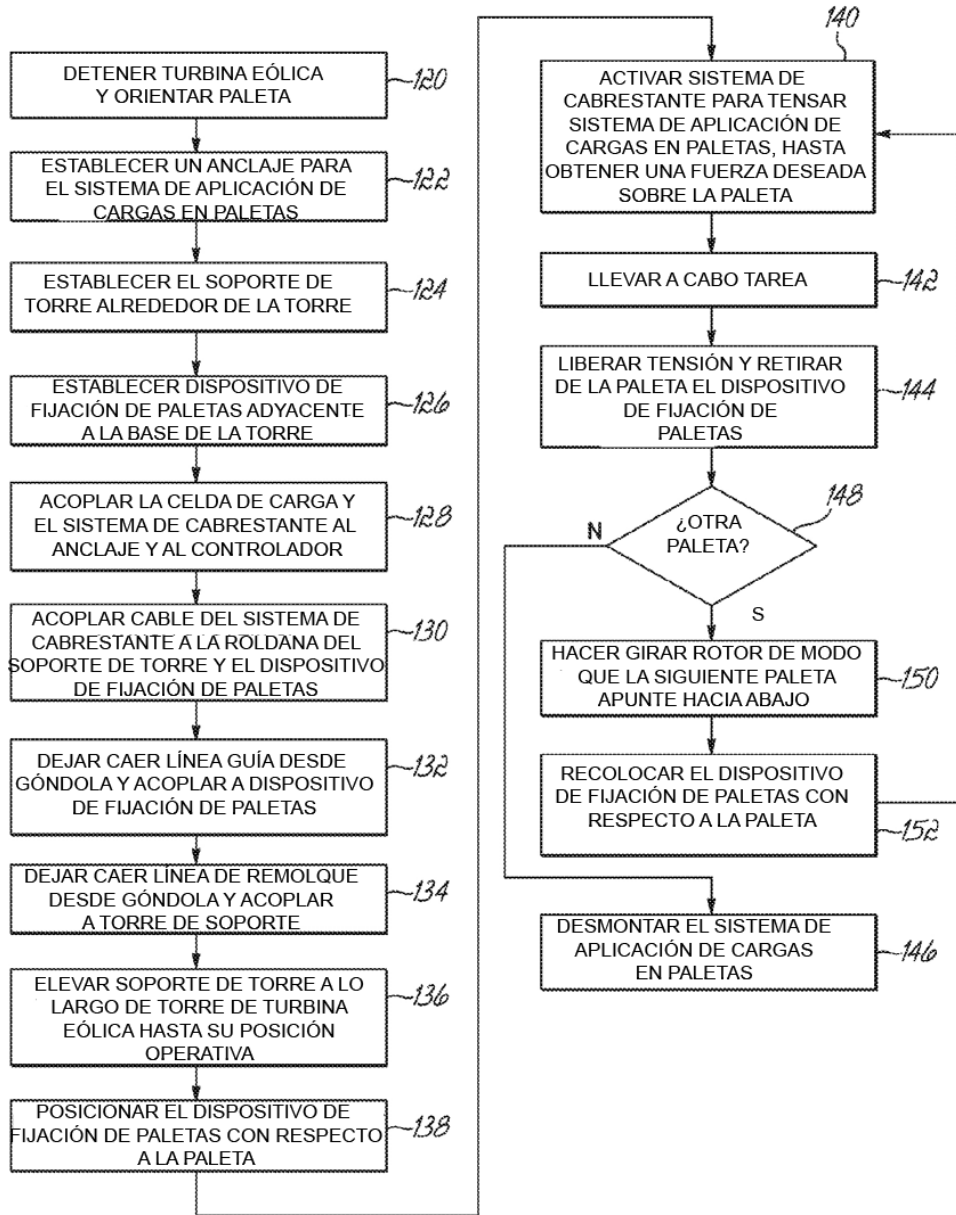 DETENER TURBINA EÓLICA
Y ORIENTAR PALETA
120
ESTABLECER UN ANCLAJE PARA
EL SISTEMA DE APLICACIÓN DE
CARGAS EN PALETAS
122
ESTABLECER EL SOPORTE DE
TORRE ALREDEDOR DE LA TORRE
124
ESTABLECER DISPOSITIVO DE
FIJACIÓN DE PALETAS ADYACENTE
A LA BASE DE LA TORRE
126
ACOPLAR LA CELDA DE CARGA Y
EL SISTEMA DE CABRESTANTE AL
ANCLAJE Y AL CONTROLADOR
128
ACOPLAR CABLE DEL SISTEMA DE
CABRESTANTE A LA ROLDANA DEL
SOPORTE DE TORRE Y EL DISPOSITIVO
DE FIJACIÓN DE PALETAS
130
DEJAR CAER LÍNEA GUÍA DESDE
GÓNDOLA Y ACOPLAR A DISPOSITIVO
DE FIJACIÓN DE PALETAS
132
DEJAR CAER LÍNEA DE REMOLQUE
DESDE GÓNDOLA Y ACOPLAR
A TORRE DE SOPORTE
134
ELEVAR SOPORTE DE TORRE A LO
LARGO DE TORRE DE TURBINA
EÓLICA HASTA SU POSICIÓN
OPERATIVA
136
POSICIONAR EL DISPOSITIVO DE
FIJACIÓN DE PALETAS CON RESPECTO
A LA PALETA
138
140
ACTIVAR SISTEMA DE
CABRESTANTE PARA TENSAR
SISTEMA DE APLICACIÓN DE
CARGAS EN PALETAS, HASTA
OBTENER UNA FUERZA DESEADA
SOBRE LA PALETA
LLEVAR A CABO TAREA
142
LIBERAR TENSIÓN Y RETIRAR
DE LA PALETA EL DISPOSITIVO
DE FIJACIÓN DE
PALETAS
144
¿OTRA
PALETA?
148
N
S
HACER GIRAR ROTOR DE MODO
QUE LA SIGUIENTE PALETA
APUNTE HACIA ABAJO
150
RECOLOCAR EL DISPOSITIVO
DE FIJACIÓN DE PALETAS CON
RESPECTO A LA PALETA
152
DESMONTAR EL SISTEMA DE
APLICACIÓN DE CARGAS
EN PALETAS
146